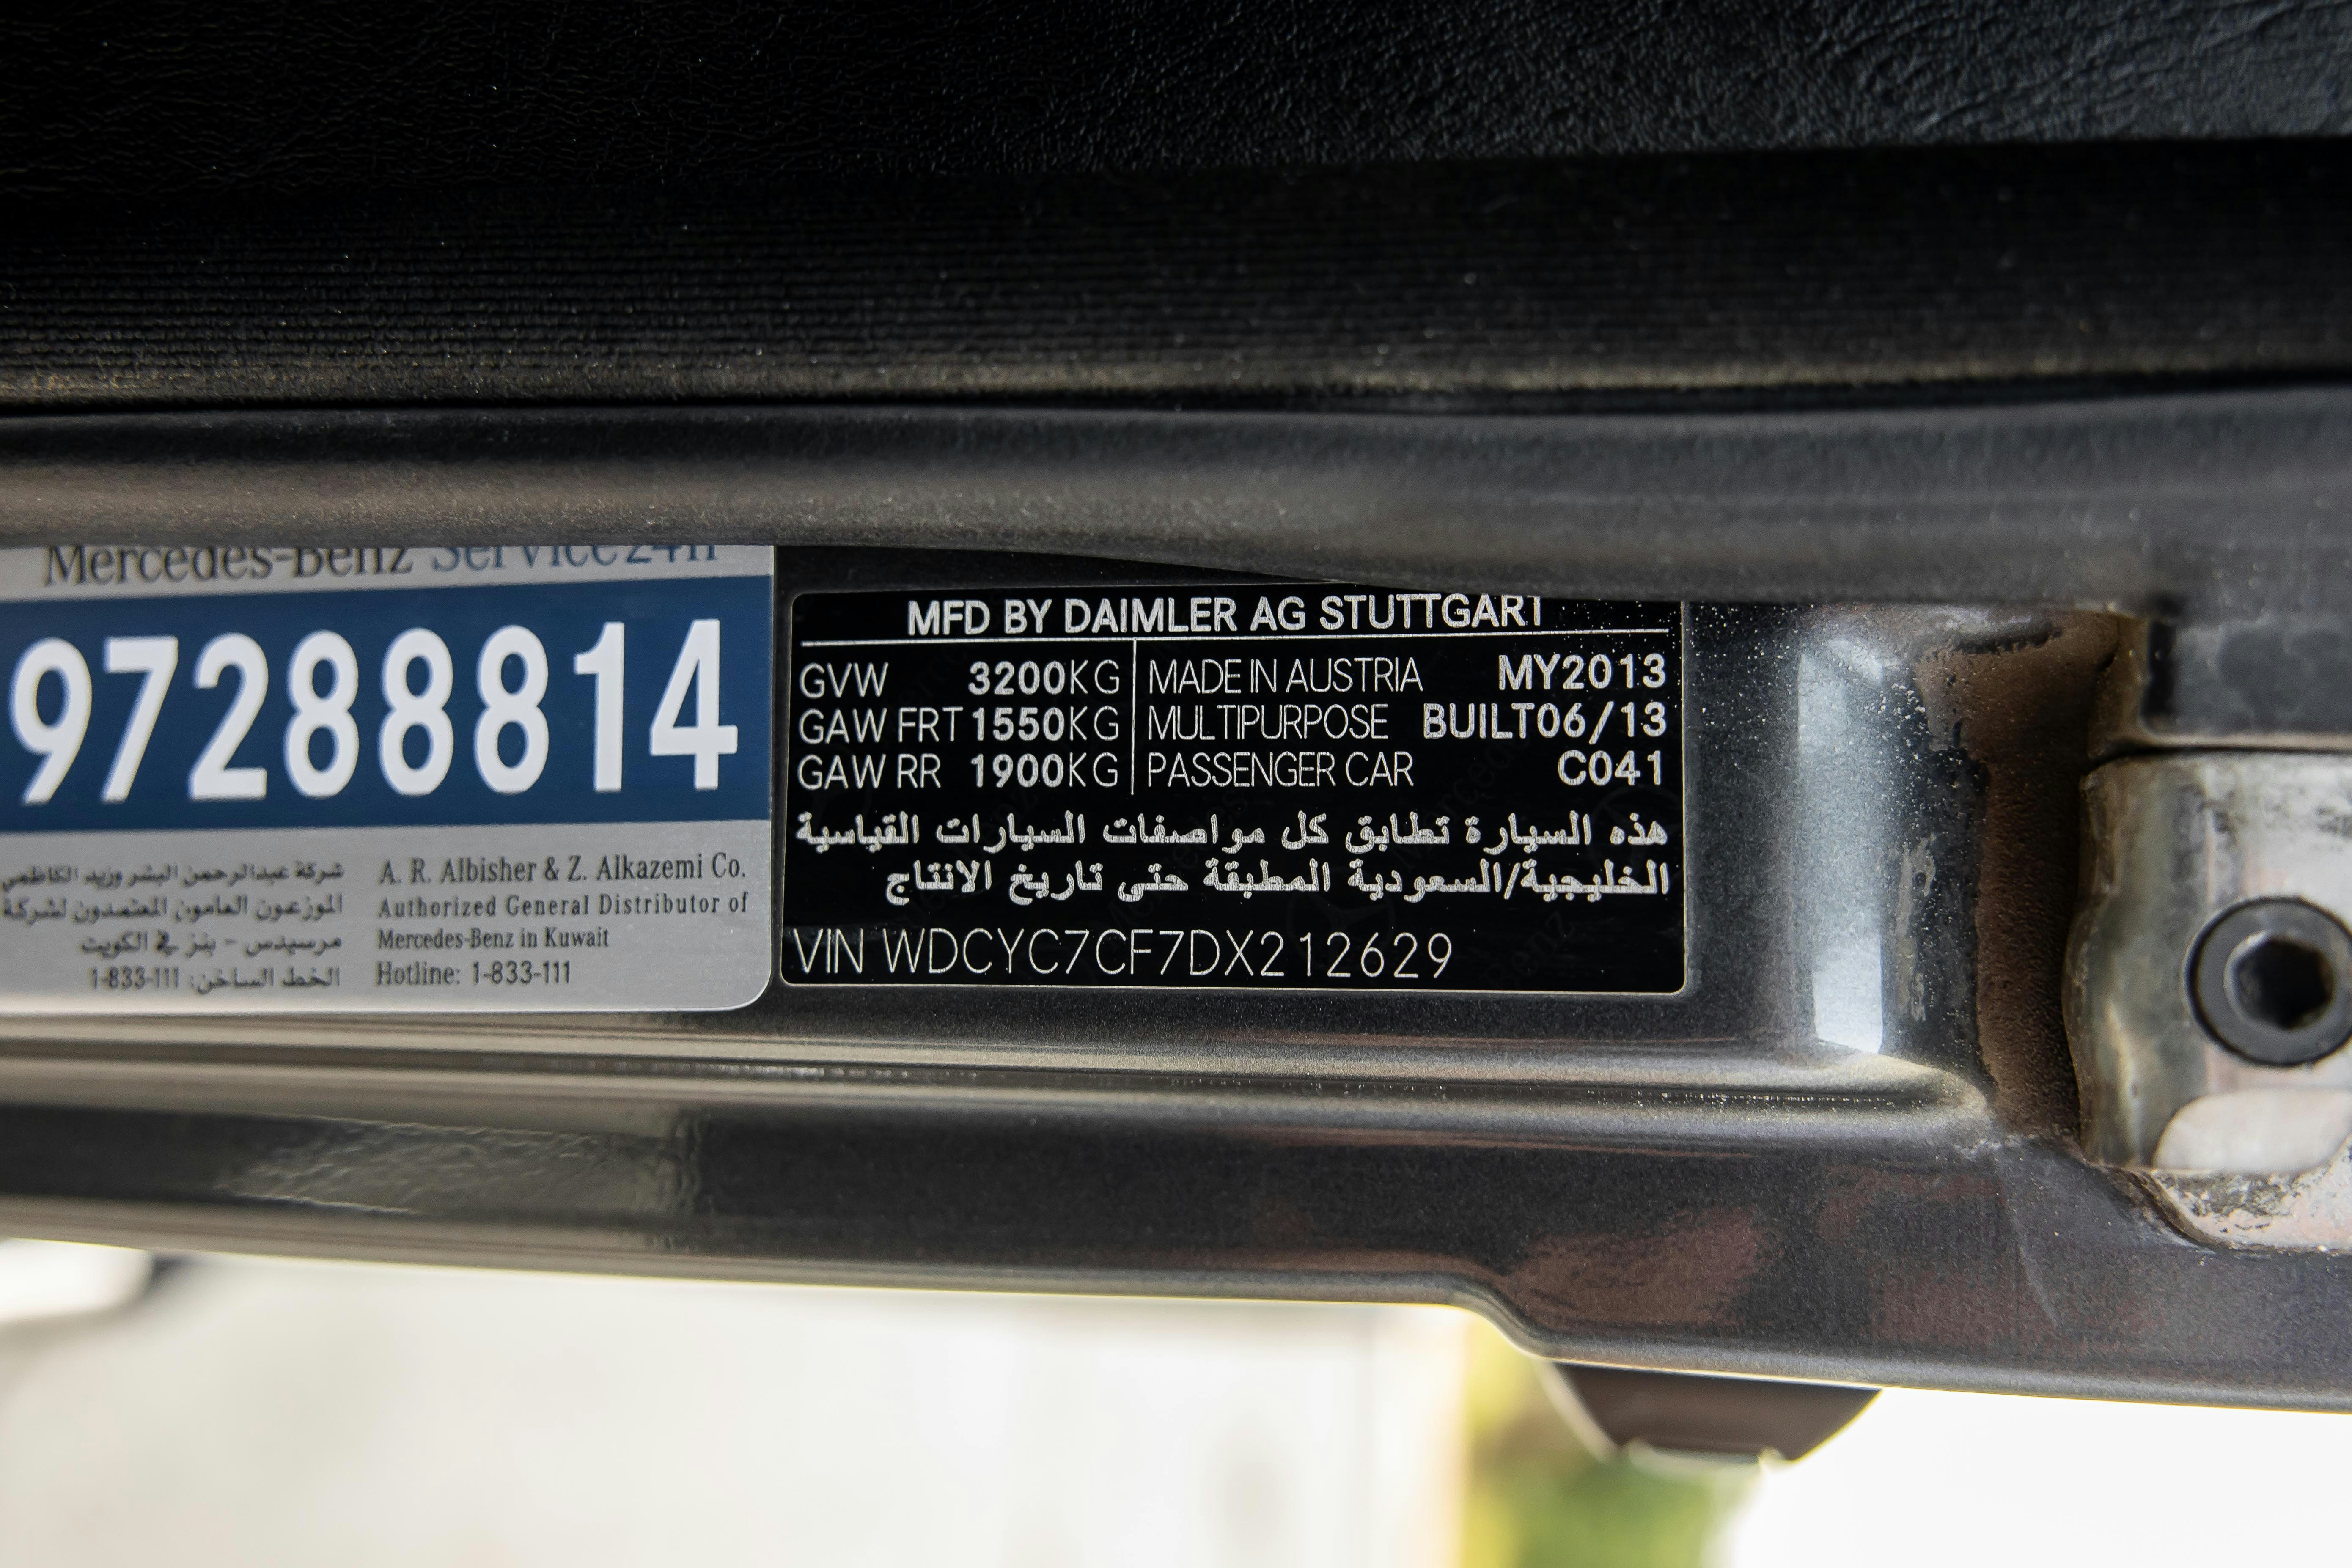 Mercedes-Benz Service24h
97288814
شركة عبدالرحمن البشر وزيد الكاظمي
الموزعون العامون المعتمدون لشركة
مرسيدس - بنز في الكويت
الخط الساخن: 111-833-1
A. R. Albisher & Z. Alkazemi Co.
Authorized General Distributor of
Mercedes-Benz in Kuwait
Hotline: 1-833-111
MFD BY DAIMLER AG STUTTGART
GVW 3200KG MADE IN AUSTRIA MY2013
GAW FRT 1550KG MULTIPURPOSE BUILT06/13
GAW RR 1900KG PASSENGER CAR C041
هذه السيارة تطابق كل مواصفات السيارات القياسية
الخليجية/السعودية المطبقة حتى تاريخ الانتاج
VIN WDCYC7CF7DX212629